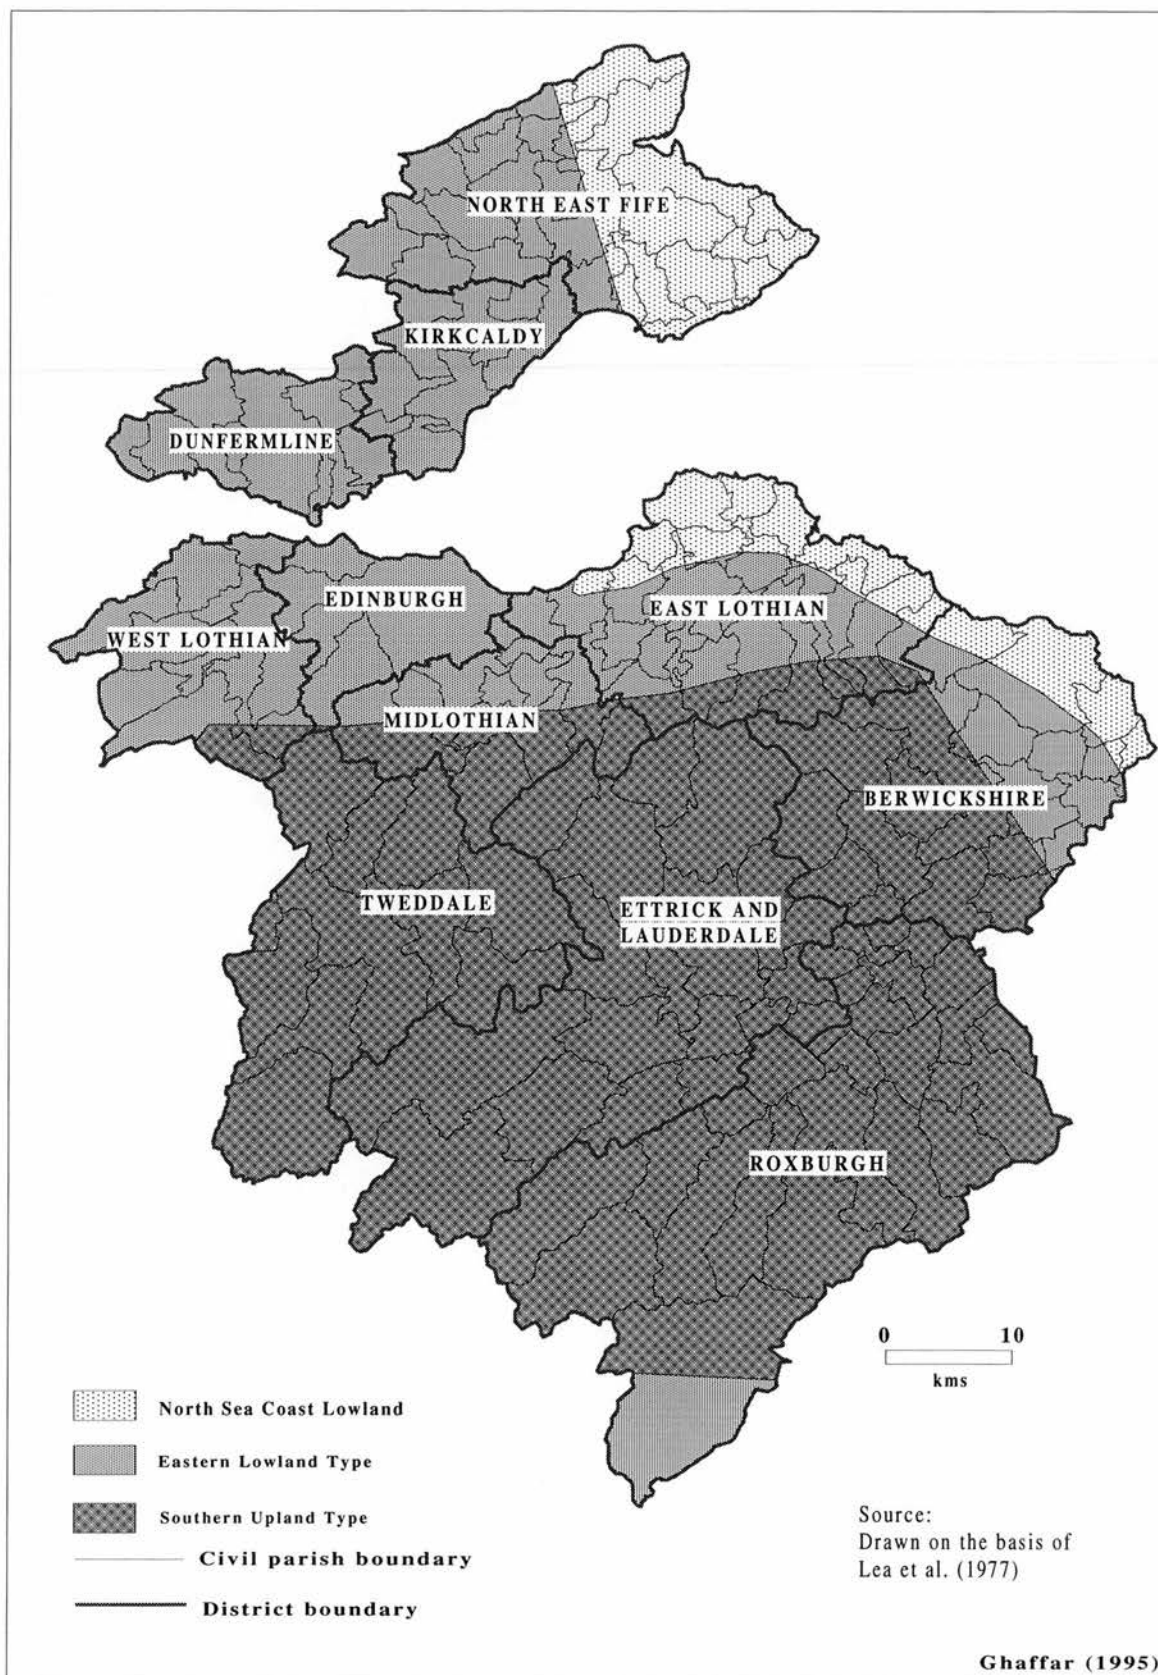 NORTH EAST FIFE
KIRKCALDY
DUNFERMLINE
EDINBURGH
EAST LOTHIAN
WEST LOTHIAN
MIDLOTHIAN
BERWICKSHIRE
TWEDDALE
ETTRICK AND
LAUDERDALE
ROXBURGH
0 10
kms
North Sea Coast Lowland
Eastern Lowland Type
Southern Upland Type
Civil parish boundary
District boundary
Source:
Drawn on the basis of
Lea et al. (1977)
Ghaffar (1995)